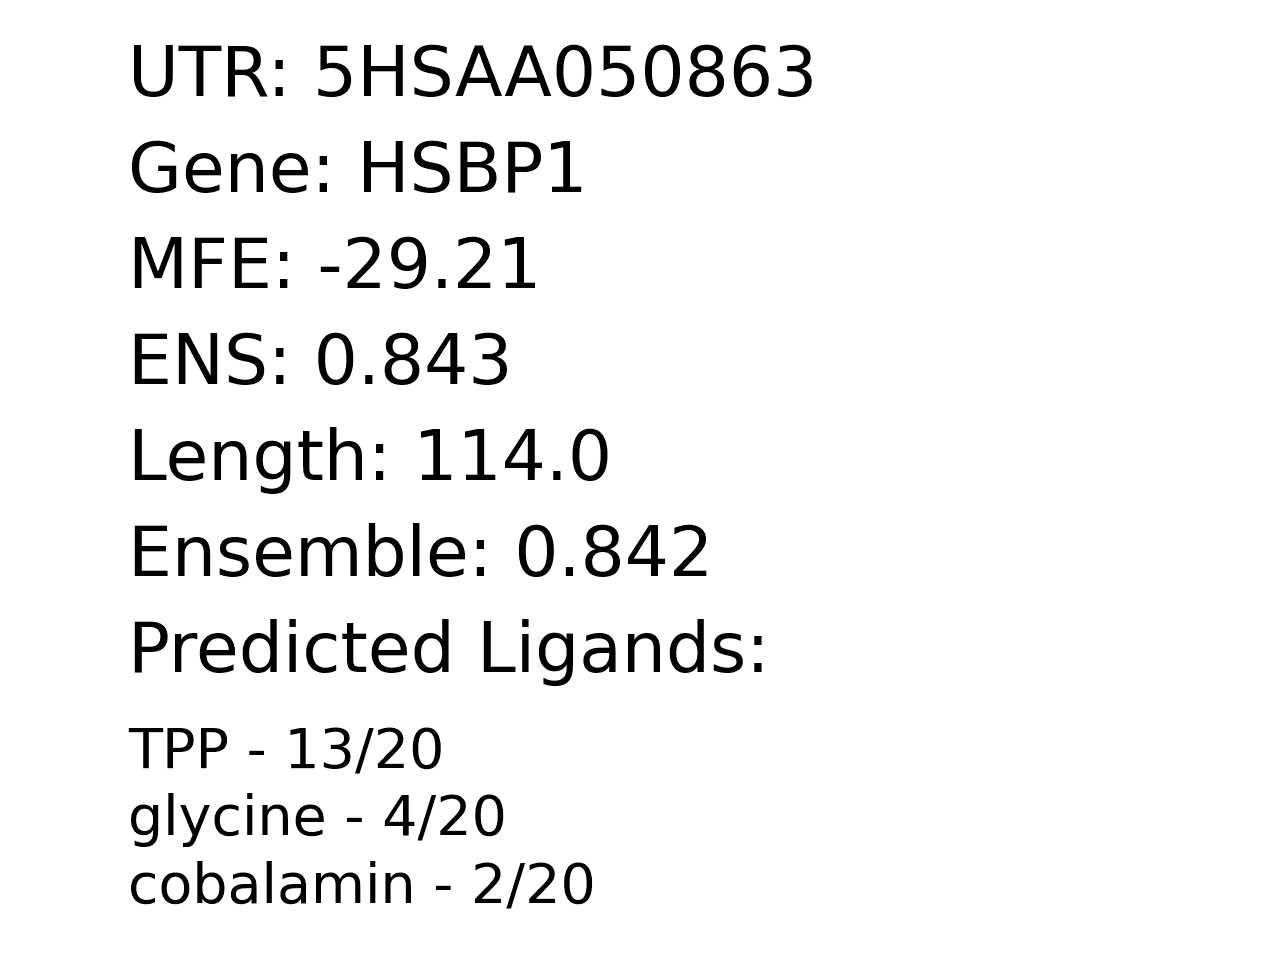 UTR: 5HSAA050863
Gene: HSBP1
MFE: -29.21
ENS: 0.843
Length: 114.0
Ensemble: 0.842
Predicted Ligands:
TPP - 13/20
glycine - 4/20
cobalamin - 2/20